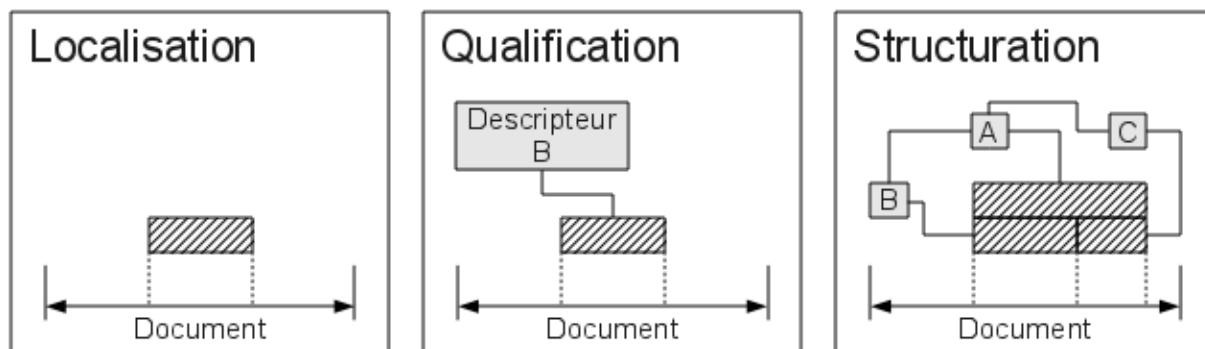 Localisation
Document
Qualification
Descripteur
B
Document
Structuration
A
C
B
Document